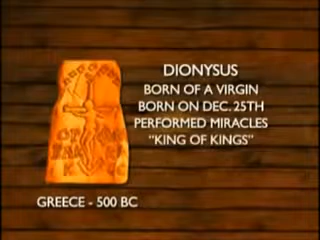 DIONYSUS
BORN OF A VIRGIN
BORN ON DEC. 25TH
PERFORMED MIRACLES
"KING OF KINGS"
GREECE - 500 BC